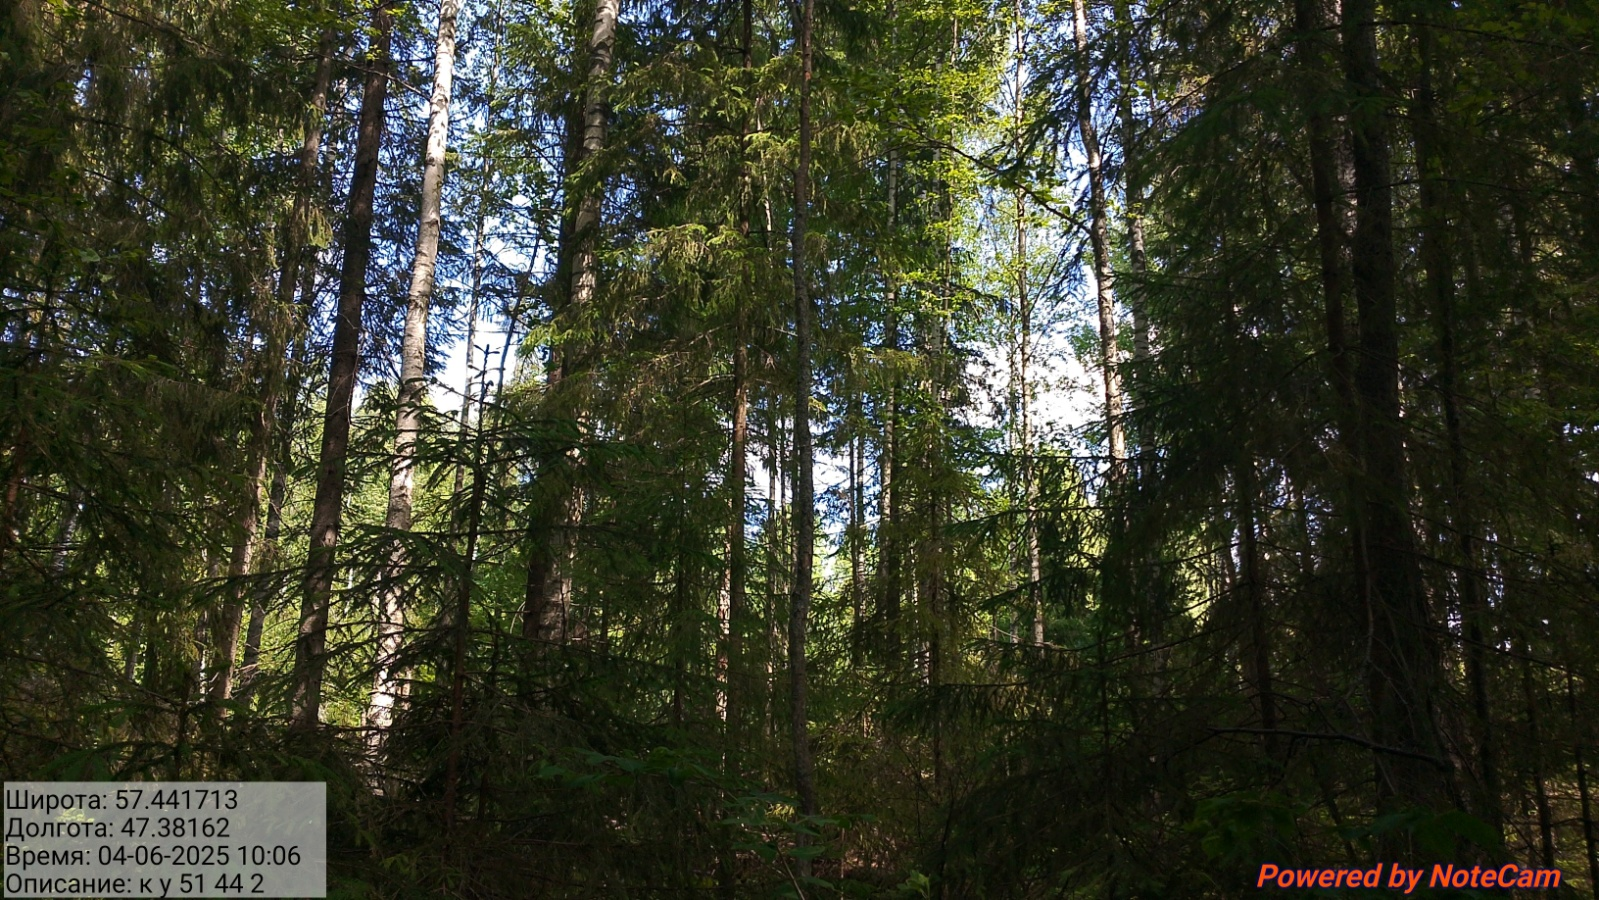 Широта: 57.441713
Долгота: 47.38162
Время: 04-06-2025 10:06
Описание: к у 51 44 2
Powered by NoteCam